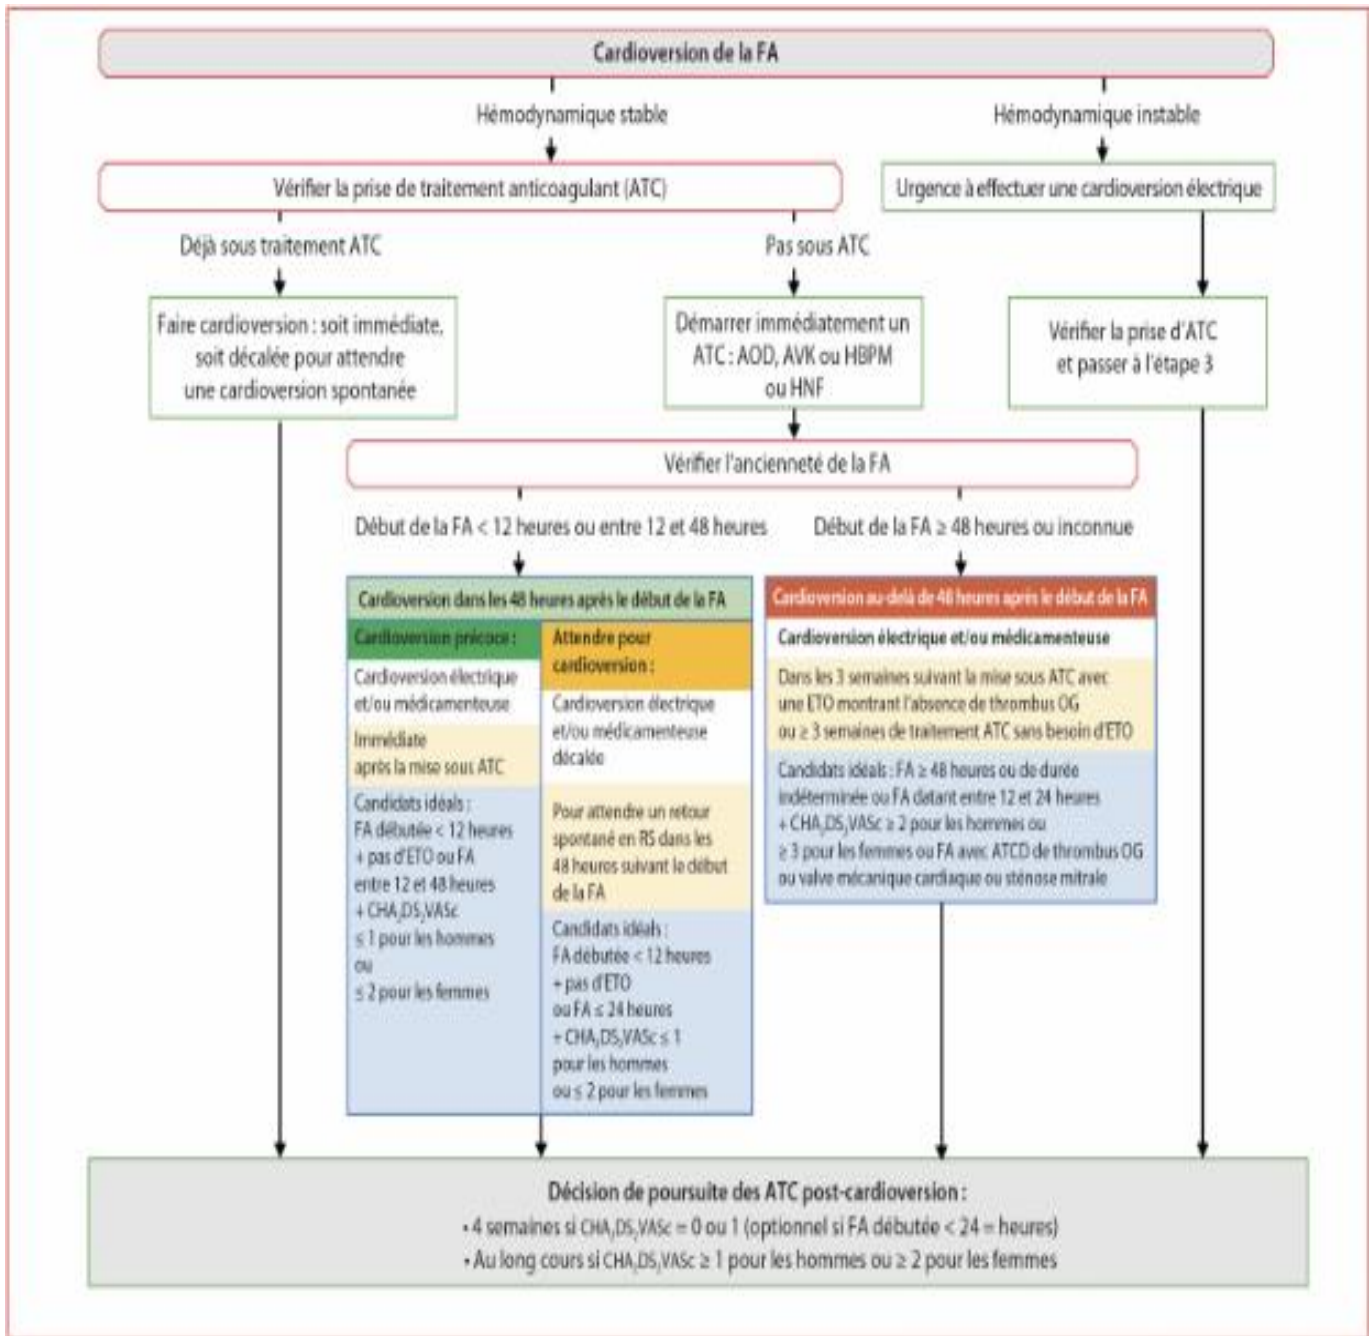 Cardioversion de la FA
Hémodynamique stable
Hémodynamique instable
Vérifier la prise de traitement anticoagulant (ATC)
Urgence à effectuer une cardioversion électrique
Déjà sous traitement ATC
Pas sous ATC
Faire cardioversion : soit immédiate,
soit décalée pour attendre
une cardioversion spontanée
Démarrer immédiatement un
ATC : AOD, AVK ou HBPM
ou HNF
Vérifier la prise d'ATC
et passer à l'étape 3
Vérifier l'ancienneté de la FA
Début de la FA < 12 heures ou entre 12 et 48 heures
Début de la FA ≥ 48 heures ou inconnue
Cardioversion dans les 48 heures après le début de la FA
Cardioversion précoce :
Cardioversion électrique
et/ou médicamenteuse
Immédiate
après la mise sous ATC
Candidats idéals :
FA débutée < 12 heures
+ pas d'ETO ou FA
entre 12 et 48 heures
+ CHA₂DS₂VASc
≤ 1 pour les hommes
ou
≤ 2 pour les femmes
Attendre pour
cardioversion :
Cardioversion électrique
et/ou médicamenteuse
décalée
Pour attendre un retour
spontané en RS dans les
48 heures suivant le début
de la FA
Candidats idéals :
FA débutée < 12 heures
+ pas d'ETO
ou FA ≤ 24 heures
+ CHA₂DS₂VASc ≤ 1
pour les hommes
ou ≤ 2 pour les femmes
Cardioversion au-delà de 48 heures après le début de la FA
Cardioversion électrique et/ou médicamenteuse
Dans les 3 semaines suivant la mise sous ATC avec
une ETO montrant l'absence de thrombus OG
ou ≥ 3 semaines de traitement ATC sans besoin d'ETO
Candidats idéals : FA ≥ 48 heures ou de durée
indéterminée ou FA datant entre 12 et 24 heures
+ CHA₂DS₂VASc ≥ 2 pour les hommes ou
≥ 3 pour les femmes ou FA avec ATCD de thrombus OG
ou valve mécanique cardiaque ou sténose mitrale
Décision de poursuite des ATC post-cardioversion :
• 4 semaines si CHA₂DS₂VASc = 0 ou 1 (optionnel si FA débutée < 24 = heures)
• Au long cours si CHA₂DS₂VASc ≥ 1 pour les hommes ou ≥ 2 pour les femmes